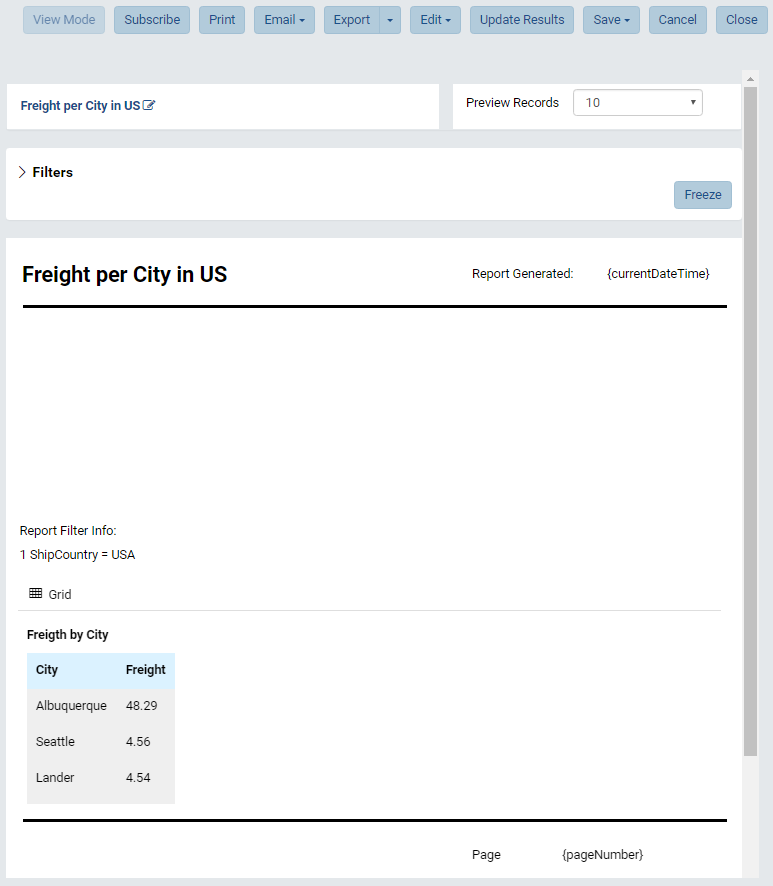 View Mode Subscribe Print Email Export Edit Update Results Save Cancel Close
Freight per City in US Preview Records 10
Filters
Freeze
Freight per City in US Report Generated: {currentDateTime}
Report Filter Info:
1 ShipCountry = USA
Grid
Freigth by City
City Freight
Albuquerque 48.29
Seattle 4.56
Lander 4.54
Page {pageNumber}